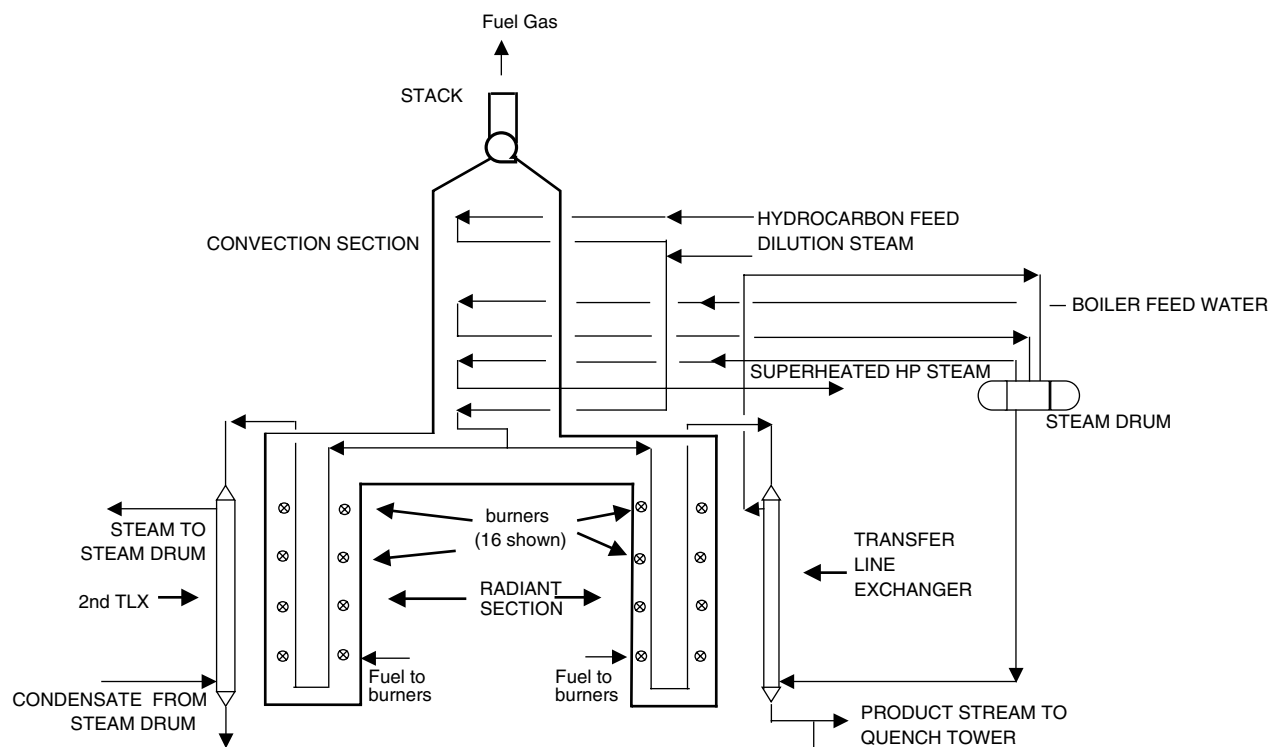 Fuel Gas
STACK
HYDROCARBON FEED
DILUTION STEAM
CONVECTION SECTION
BOILER FEED WATER
SUPERHEATED HP STEAM
STEAM DRUM
STEAM TO
STEAM DRUM
burners
(16 shown)
TRANSFER
LINE
EXCHANGER
2nd TLX
RADIANT
SECTION
Fuel to
burners
Fuel to
burners
CONDENSATE FROM
STEAM DRUM
PRODUCT STREAM TO
QUENCH TOWER